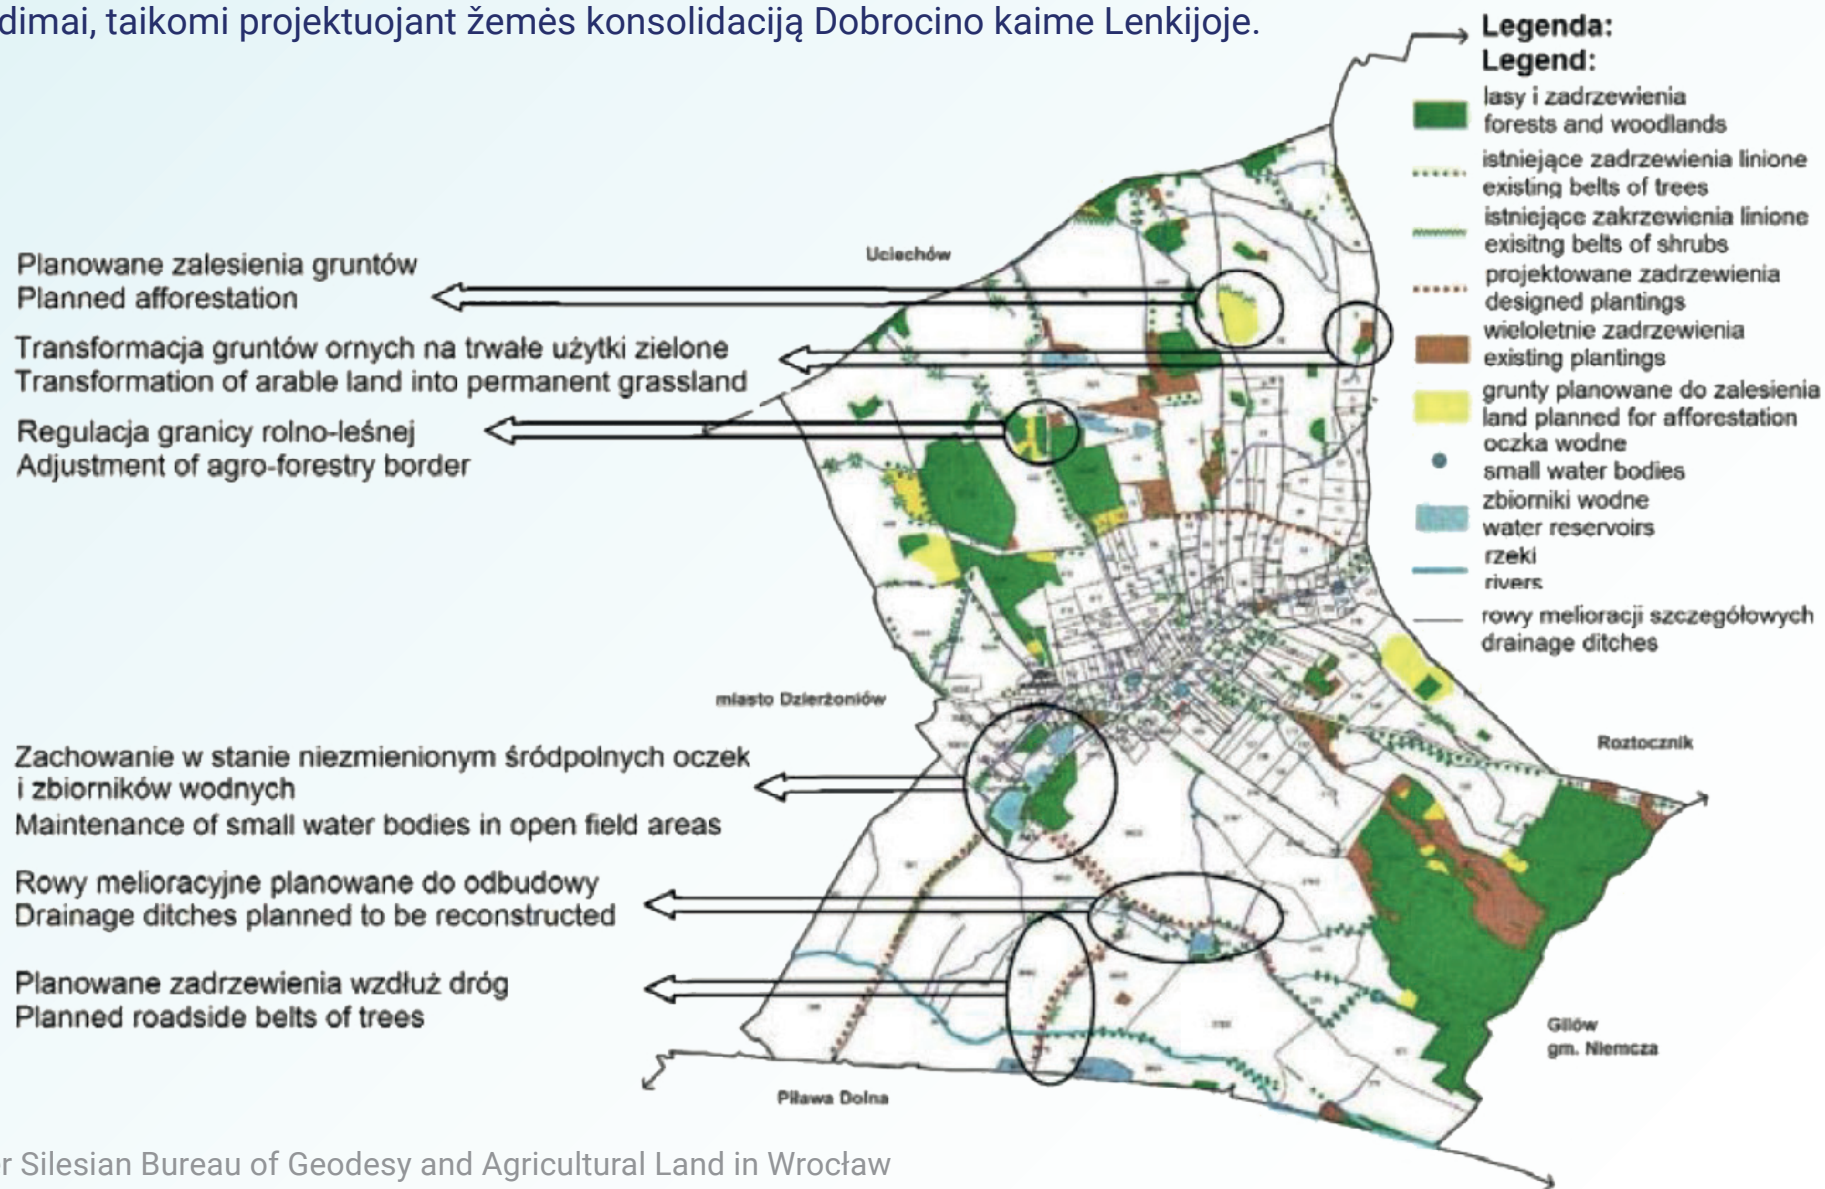 dimai, taikomi projektuojant žemės konsolidaciją Dobrocino kaime Lenkijoje.
Legenda:
Legend:
lasy i zadrzewienia
forests and woodlands
istniejące zadrzewienia linione
existing belts of trees
istniejące zakrzewienia linione
exisitng belts of shrubs
projektowane zadrzewienia
designed plantings
wieloletnie zadrzewienia
existing plantings
grunty planowane do zalesienia
land planned for afforestation
oczka wodne
small water bodies
zbiorniki wodne
water reservoirs
rzeki
rivers
rowy melioracji szczegółowych
drainage ditches
Uciechów
Planowane zalesienia gruntów
Planned afforestation
Transformacja gruntów ornych na trwałe użytki zielone
Transformation of arable land into permanent grassland
Regulacja granicy rolno-leśnej
Adjustment of agro-forestry border
miasto Dzierżoniów
Roztocznik
Zachowanie w stanie niezmienionym śródpolnych oczek
i zbiorników wodnych
Maintenance of small water bodies in open field areas
Rowy melioracyjne planowane do odbudowy
Drainage ditches planned to be reconstructed
Planowane zadrzewienia wzdłuż dróg
Planned roadside belts of trees
Gilów
gm. Niemcza
Piława Dolna
r Silesian Bureau of Geodesy and Agricultural Land in Wrocław